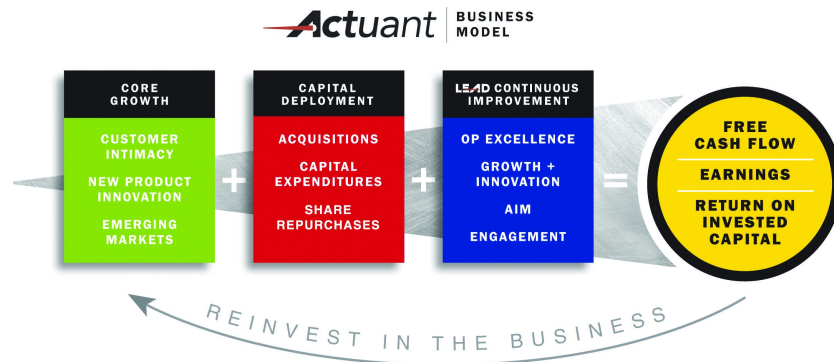 Actuant BUSINESS
MODEL
CORE
GROWTH
CUSTOMER
INTIMACY
NEW PRODUCT
INNOVATION
EMERGING
MARKETS
+
CAPITAL
DEPLOYMENT
ACQUISITIONS
CAPITAL
EXPENDITURES
SHARE
REPURCHASES
+
LEAD CONTINUOUS
IMPROVEMENT
OP EXCELLENCE
GROWTH +
INNOVATION
AIM
ENGAGEMENT
=
FREE
CASH FLOW
EARNINGS
RETURN ON
INVESTED
CAPITAL
REINVEST IN THE BUSINESS